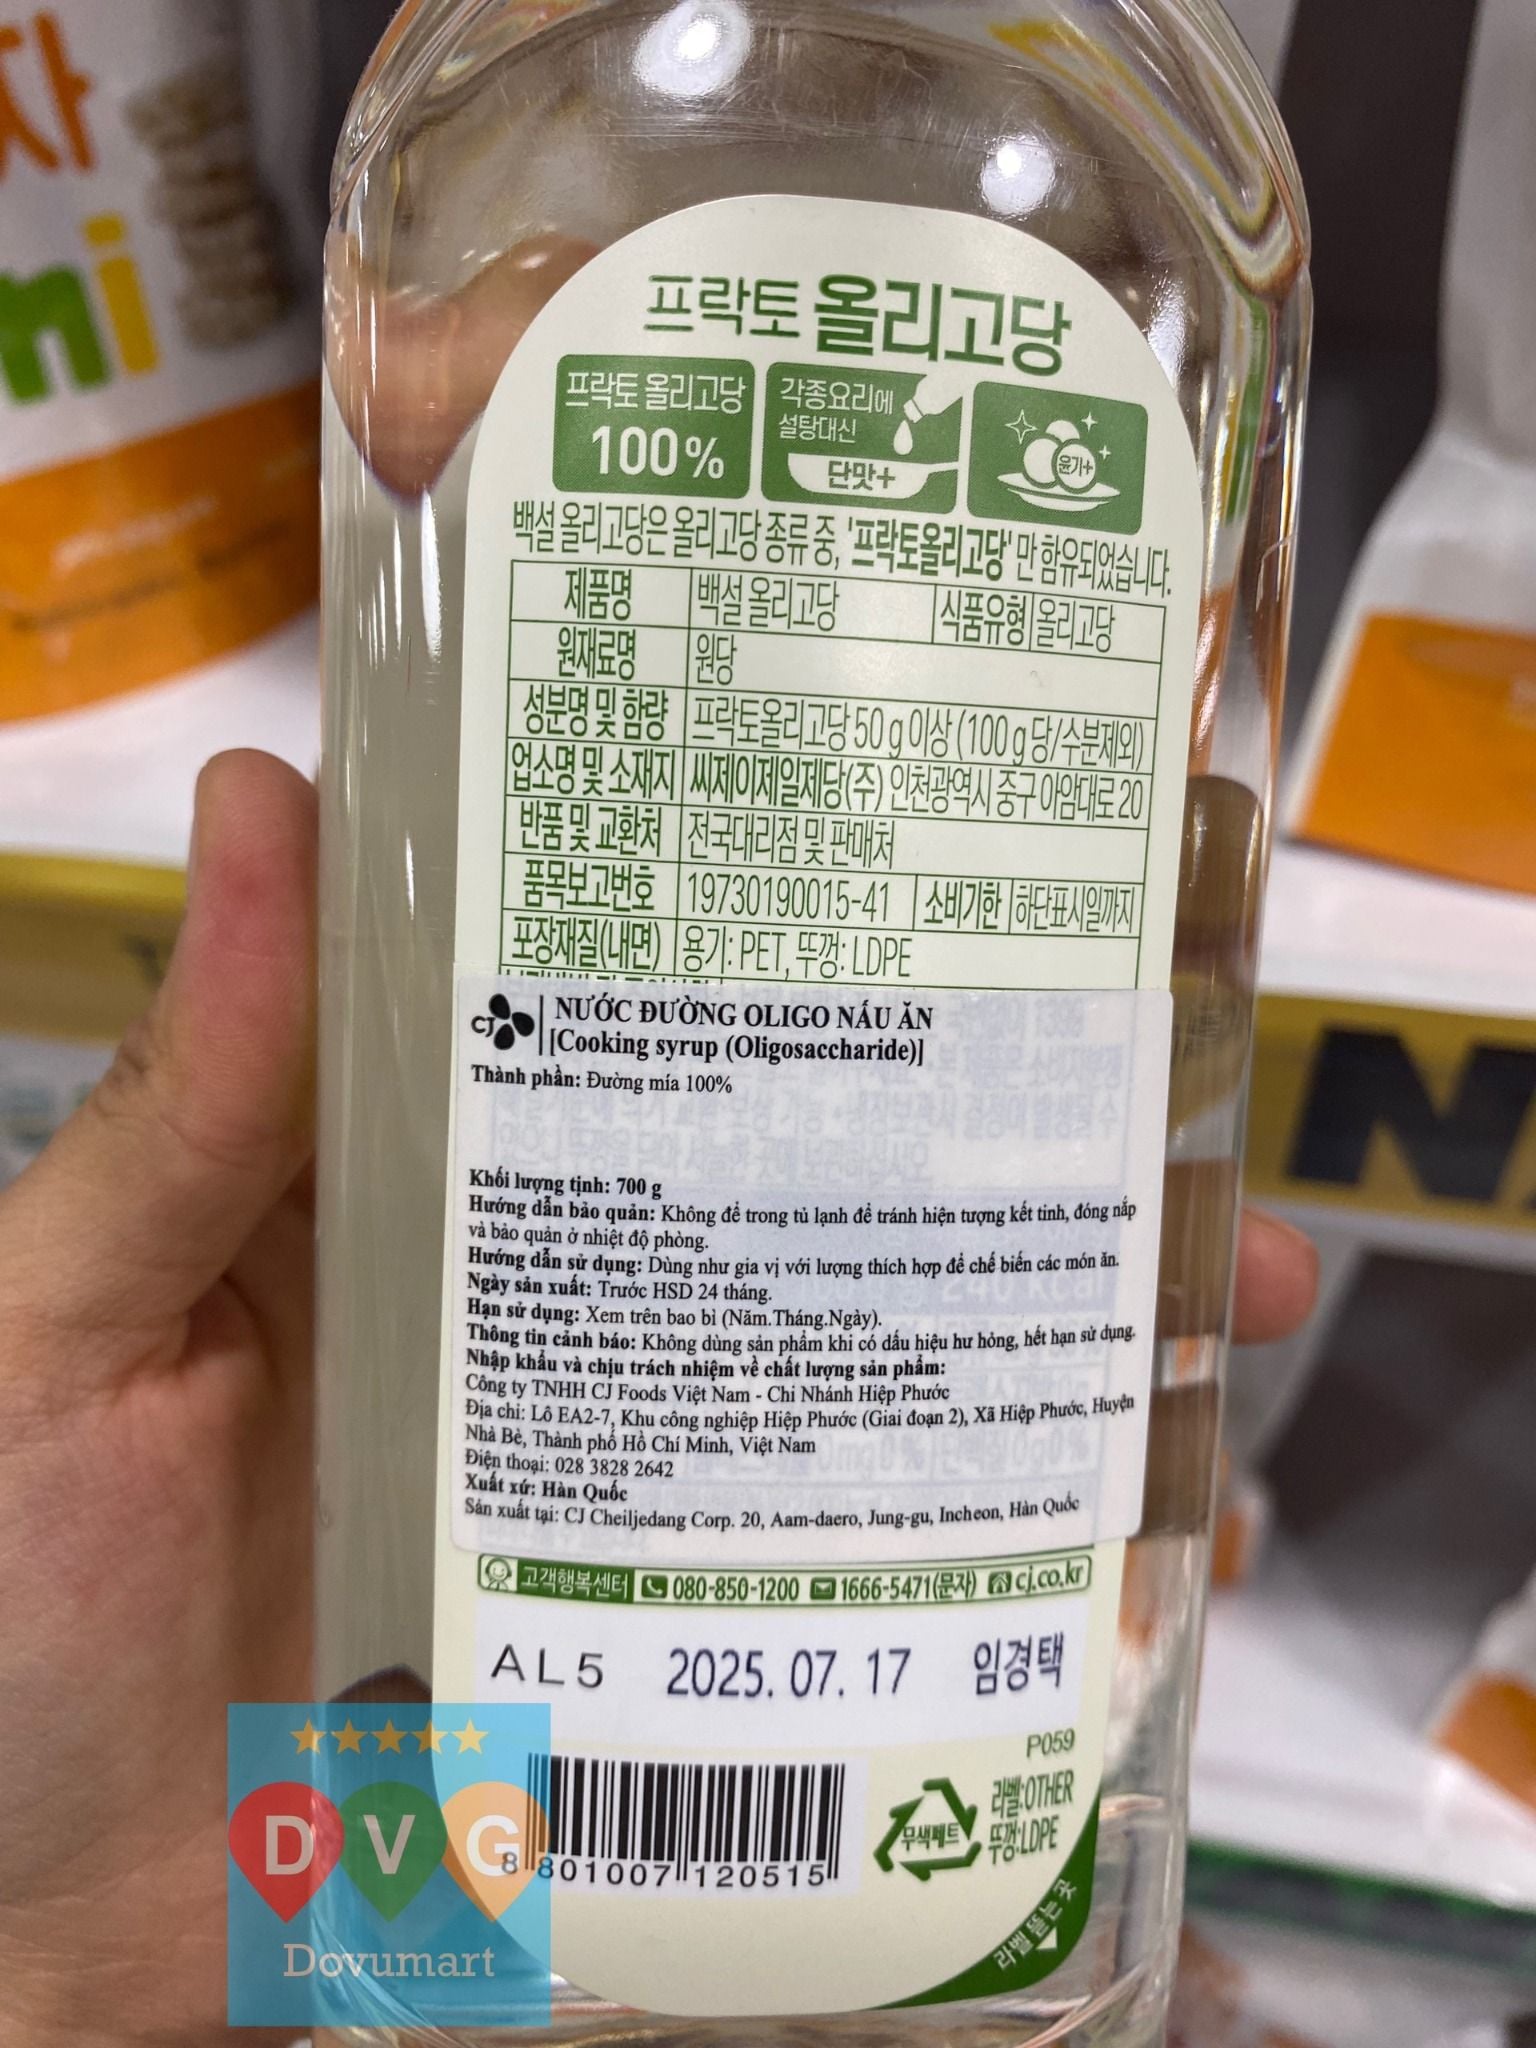 자
mi
프락토 올리고당
프락토 올리고당
100%
각종요리에
설탕대신
단맛+
윤기+
백설 올리고당은 올리고당 종류 중, '프락토올리고당'만 함유되었습니다.
제품명 백설 올리고당 식품유형 올리고당
원재료명 원당
성분명 및 함량 프락토올리고당 50g 이상 (100g당/수분제외)
업소명 및 소재지 씨제이제일제당(주) 인천광역시 중구 아암대로 20
반품 및 교환처 전국대리점 및 판매처
품목보고번호 19730190015-41 소비기한 하단표시일까지
포장재질(내면) 용기: PET, 뚜껑: LDPE
CJ
NƯỚC ĐƯỜNG OLIGO NẤU ĂN
[Cooking syrup (Oligosaccharide)]
Thành phần: Đường mía 100%
Khối lượng tịnh: 700 g
Hướng dẫn bảo quản: Không để trong tủ lạnh để tránh hiện tượng kết tinh, đóng nắp
và bảo quản ở nhiệt độ phòng.
Hướng dẫn sử dụng: Dùng như gia vị với lượng thích hợp để chế biến các món ăn.
Ngày sản xuất: Trước HSD 24 tháng.
Hạn sử dụng: Xem trên bao bì (Năm.Tháng.Ngày).
Thông tin cảnh báo: Không dùng sản phẩm khi có dấu hiệu hư hỏng, hết hạn sử dụng.
Nhập khẩu và chịu trách nhiệm về chất lượng sản phẩm:
Công ty TNHH CJ Foods Việt Nam - Chi Nhánh Hiệp Phước
Địa chỉ: Lô EA2-7, Khu công nghiệp Hiệp Phước (Giai đoạn 2), Xã Hiệp Phước, Huyện
Nhà Bè, Thành phố Hồ Chí Minh, Việt Nam
Điện thoại: 028 3828 2642
Xuất xứ: Hàn Quốc
Sản xuất tại: CJ Cheiljedang Corp. 20, Aam-daero, Jung-gu, Incheon, Hàn Quốc
고객행복센터 080-850-1200 1666-5471(문자) cj.co.kr
AL5 2025. 07. 17 임경택
P059
라벨:OTHER
뚜껑:LDPE
무색페트
라벨 뜯는 곳
8 801007 120515
DVG
Dovumart